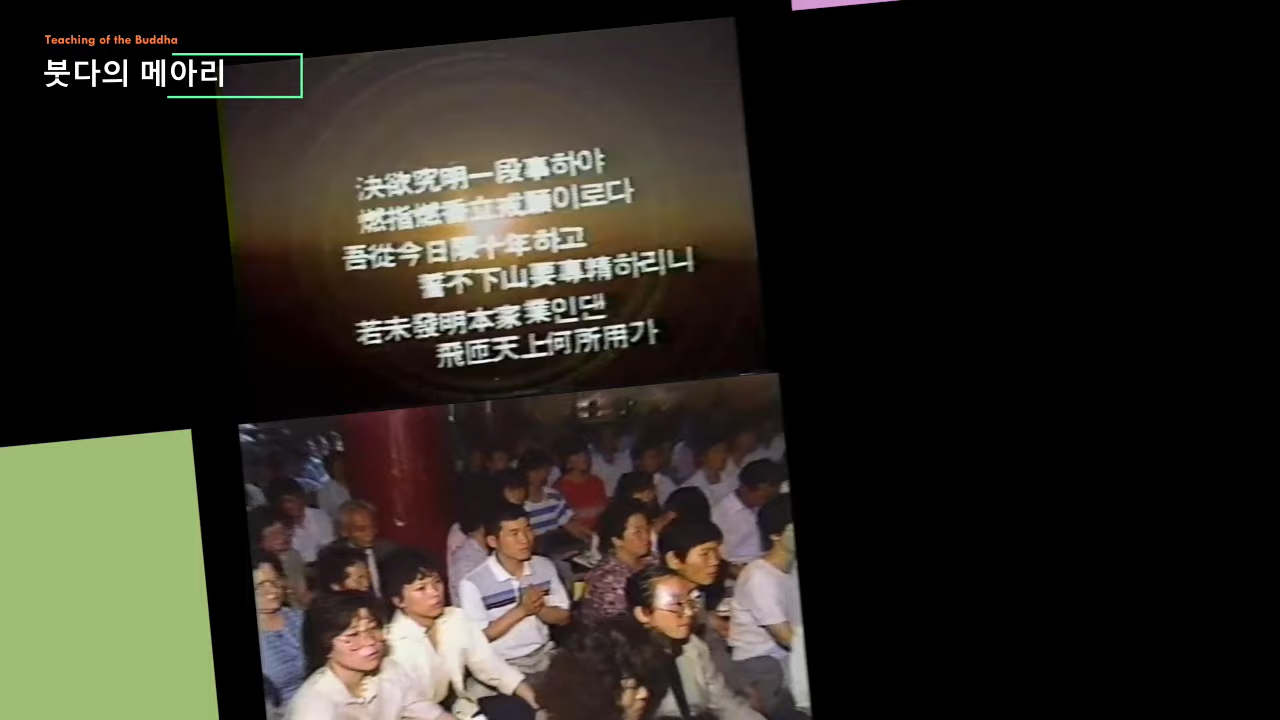 Teaching of the Buddha
붓다의 메아리
決欲究明一段事하야
燃指燃香立戒願이로다
吾從今日限十年하고
誓不下山要專精하리니
若未發明本家業인댄
飛匝天上何所用가